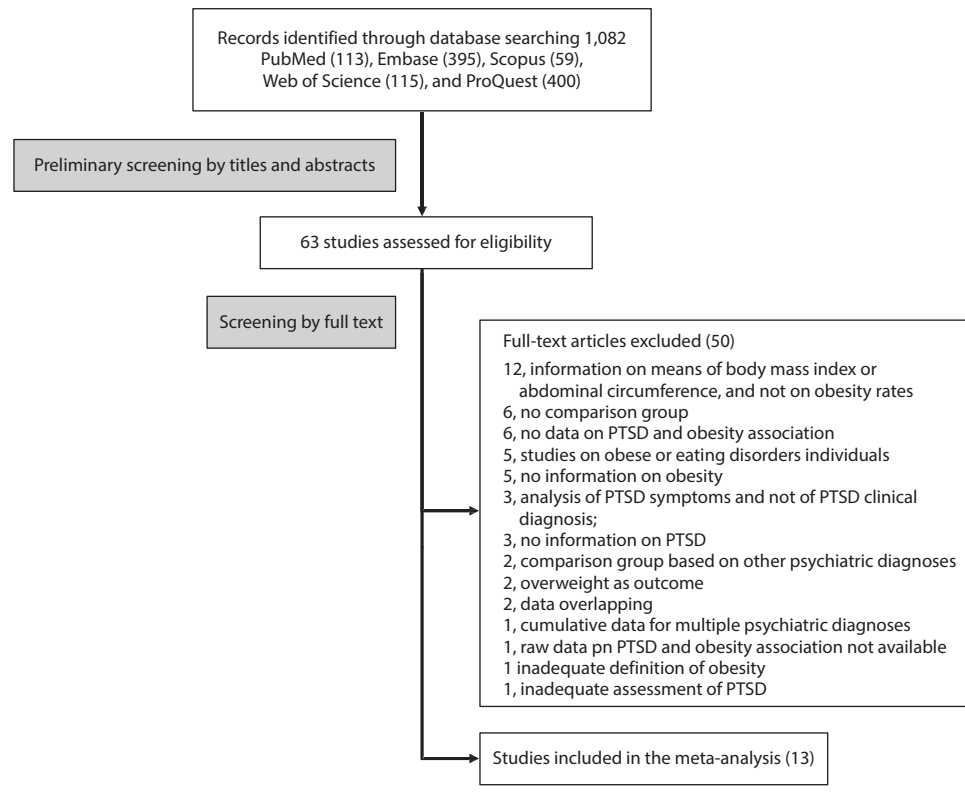 Records identified through database searching 1,082
PubMed (113), Embase (395), Scopus (59),
Web of Science (115), and ProQuest (400)
Preliminary screening by titles and abstracts
63 studies assessed for eligibility
Screening by full text
Full-text articles excluded (50)
12, information on means of body mass index or
abdominal circumference, and not on obesity rates
6, no comparison group
6, no data on PTSD and obesity association
5, studies on obese or eating disorders individuals
5, no information on obesity
3, analysis of PTSD symptoms and not of PTSD clinical
diagnosis;
3, no information on PTSD
2, comparison group based on other psychiatric diagnoses
2, overweight as outcome
2, data overlapping
1, cumulative data for multiple psychiatric diagnoses
1, raw data pn PTSD and obesity association not available
1 inadequate definition of obesity
1, inadequate assessment of PTSD
Studies included in the meta-analysis (13)